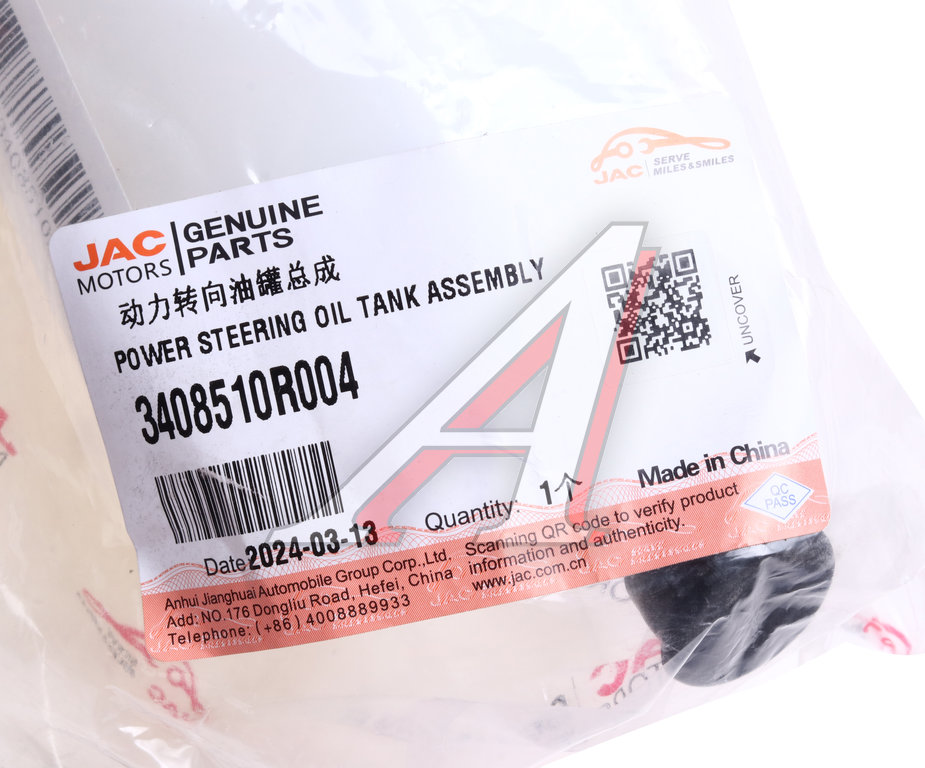 JAC
SERVE
MILES & SMILES
JAC
MOTORS
GENUINE
PARTS
动力转向油罐总成
POWER STEERING OIL TANK ASSEMBLY
3408510R004
UNCOVER
Date 2024-03-13
Quantity: 1个
Made in China
QC
PASS
Scanning QR code to verify product
information and authenticity.
www.jac.com.cn
Anhui Jianghuai Automobile Group Corp., Ltd.
Add: NO.176 Dongliu Road, Hefei, China
Telephone: (+86) 4008889933